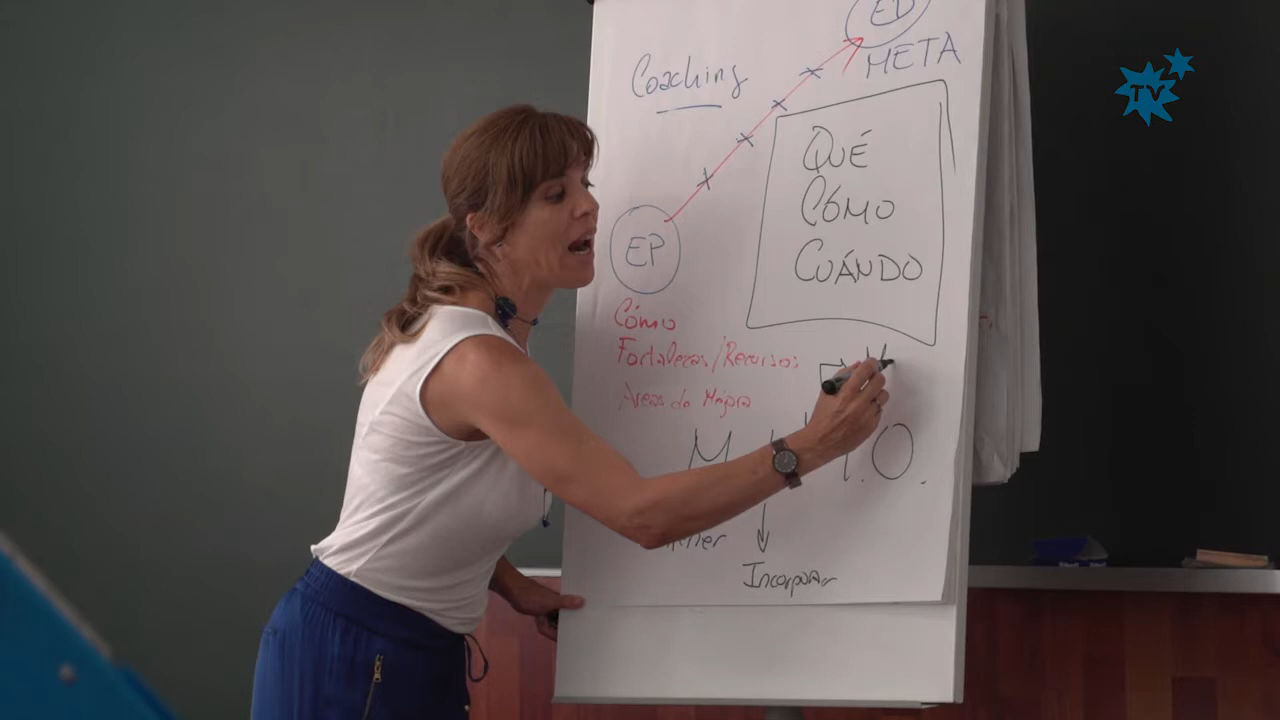 ED
META
Coaching
TV
QUÉ
CÓMO
CUÁNDO
EP
Cómo
Fortalezas/Recursos
Áreas de Mejora
M
O.
Incorporar